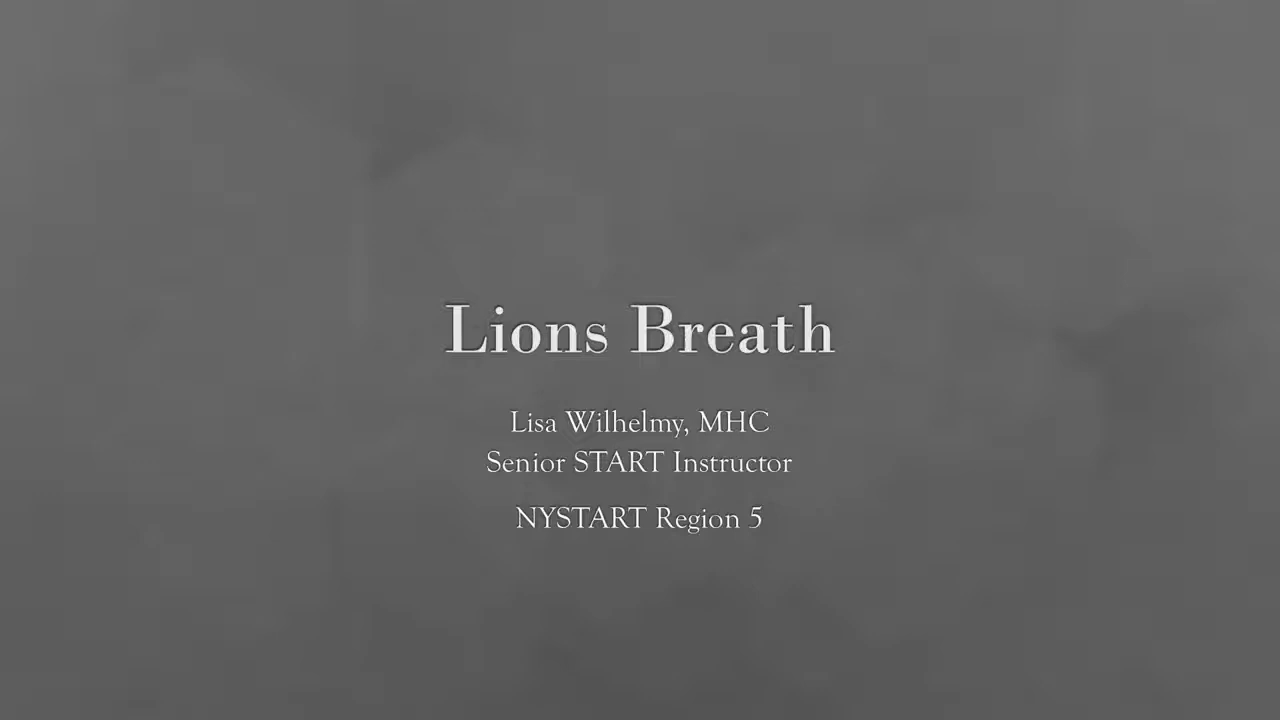 Lions Breath
Lisa Wilhelmy, MHC
Senior START Instructor
NYSTART Region 5